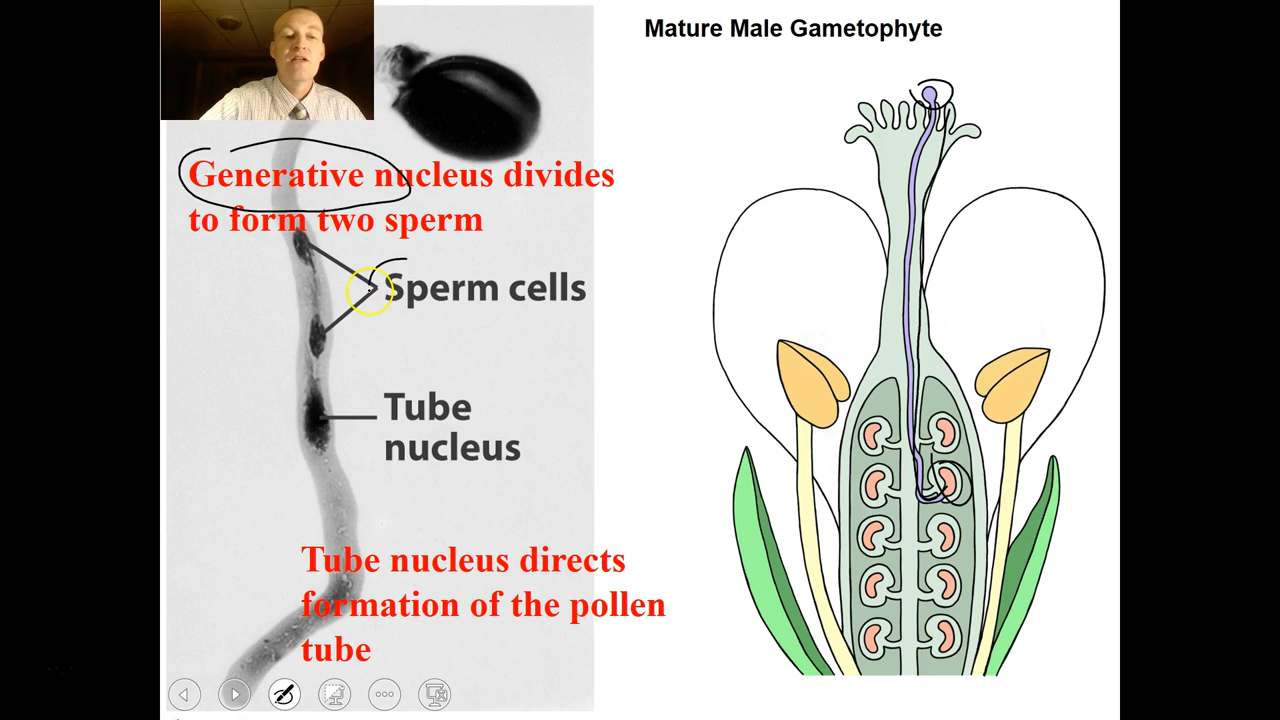 Mature Male Gametophyte
Generative nucleus divides
to form two sperm
Sperm cells
Tube
nucleus
Tube nucleus directs
formation of the pollen
tube